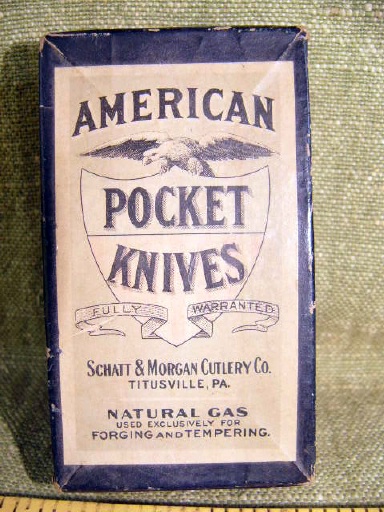 AMERICAN
POCKET
KNIVES
FULLY WARRANTED
SCHATT & MORGAN CUTLERY CO.
TITUSVILLE, PA.
NATURAL GAS
USED EXCLUSIVELY FOR
FORGING AND TEMPERING.